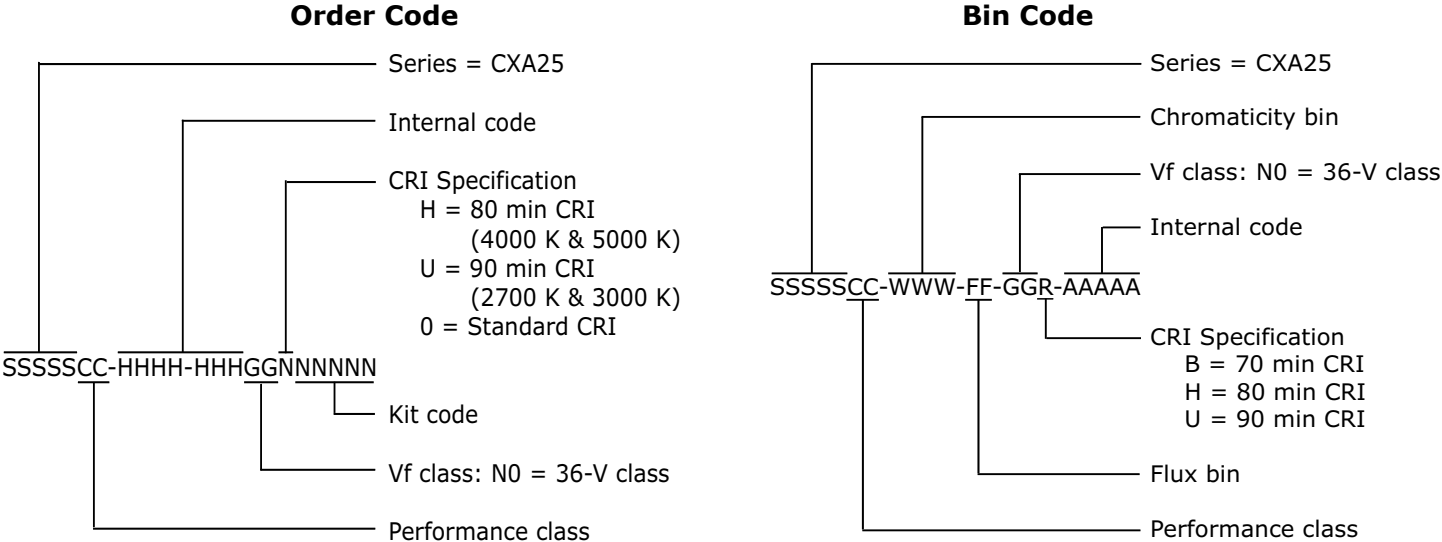 Order Code
Series = CXA25
Internal code
CRI Specification
H = 80 min CRI
(4000 K & 5000 K)
U = 90 min CRI
(2700 K & 3000 K)
0 = Standard CRI
SSSSSCC-HHHH-HHHGGNNNNNN
Kit code
Vf class: N0 = 36-V class
Performance class
Bin Code
Series = CXA25
Chromaticity bin
Vf class: N0 = 36-V class
Internal code
SSSSSCC-WWW-FF-GGR-AAAAA
CRI Specification
B = 70 min CRI
H = 80 min CRI
U = 90 min CRI
Flux bin
Performance class